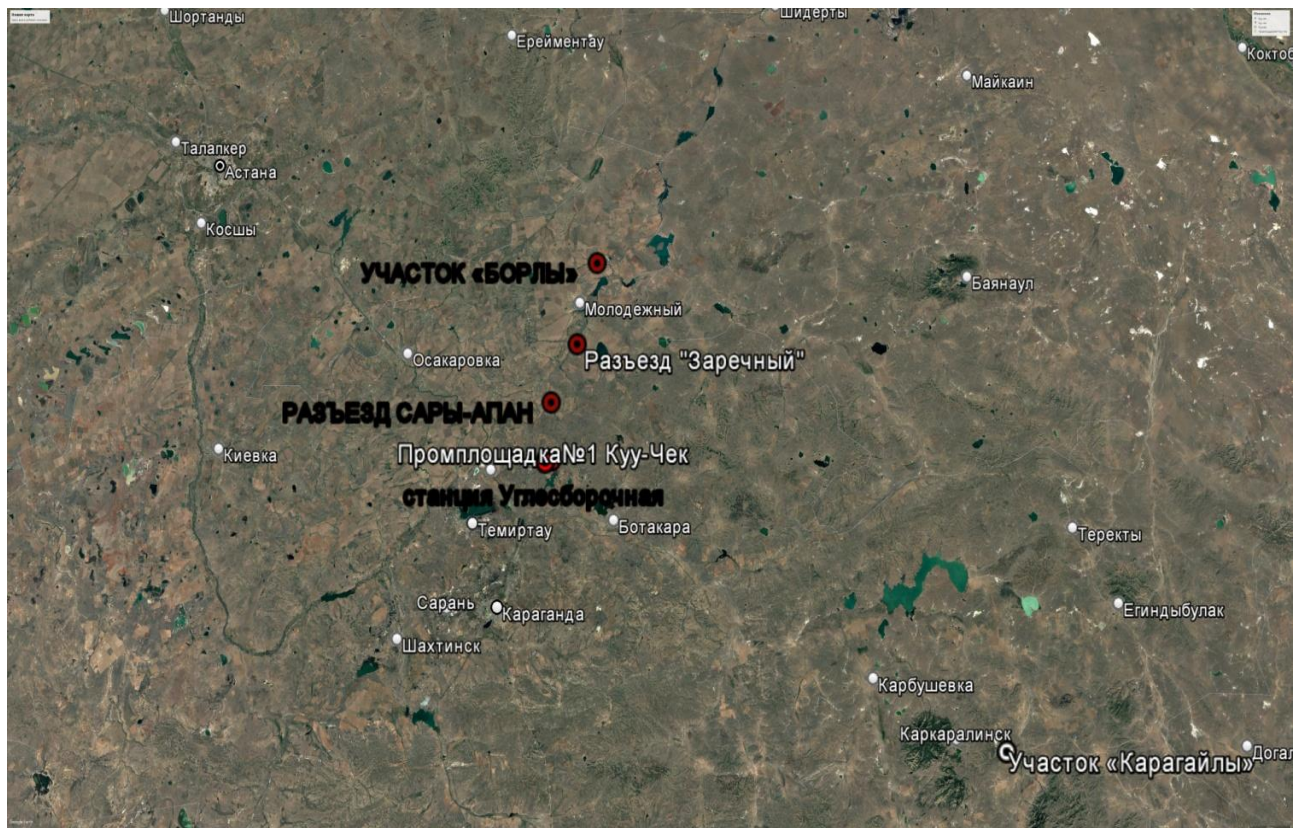 Шортанды
Шидерты
Ерейментау
Коктоб
Майкаин
Талапкер
Астана
Косшы
УЧАСТОК «БОРЛЫ»
Баянаул
Молодежный
Осакаровка
Разъезд "Заречный"
РАЗЪЕЗД САРЫ-АПАН
Киевка
Промплощадка№1 Куу-Чек
станция Углесборочная
Темиртау
Ботакара
Теректы
Сарань
Караганда
Егиндыбулак
Шахтинск
Карбушевка
Каркаралинск
Участок «Карагайлы»
Догал